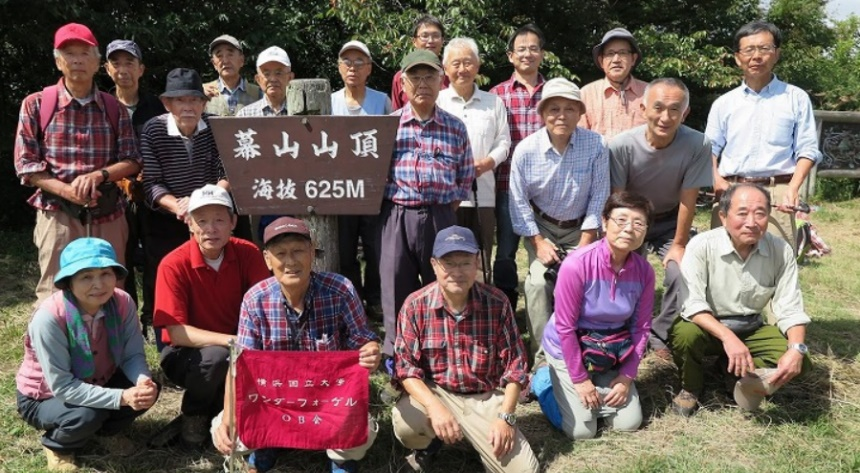 幕山山頂
海抜 625M
横浜国立大学
ワンダーフォーゲル
OB会